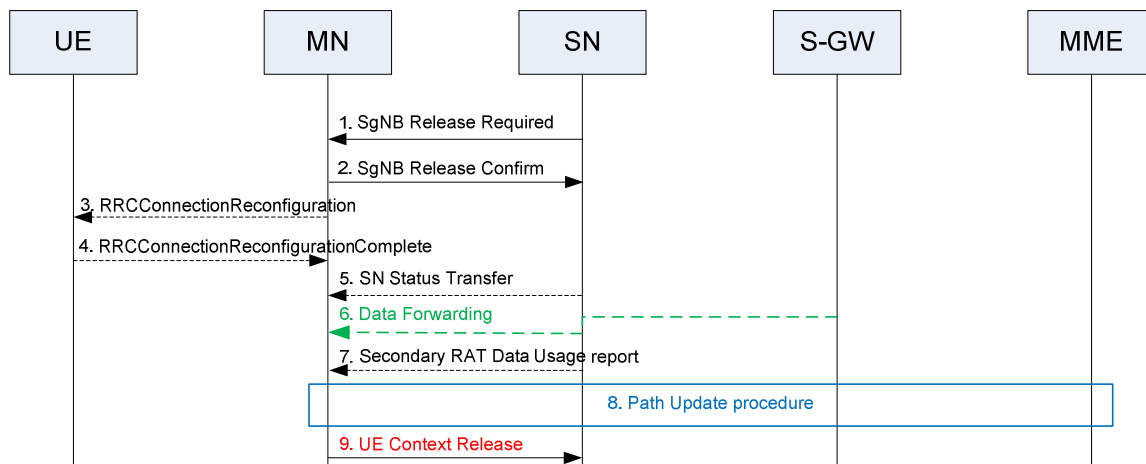 UE
MN
SN
S-GW
MME
1. SgNB Release Required
2. SgNB Release Confirm
3. RRCConnectionReconfiguration
4. RRCConnectionReconfigurationComplete
5. SN Status Transfer
6. Data Forwarding
7. Secondary RAT Data Usage report
8. Path Update procedure
9. UE Context Release